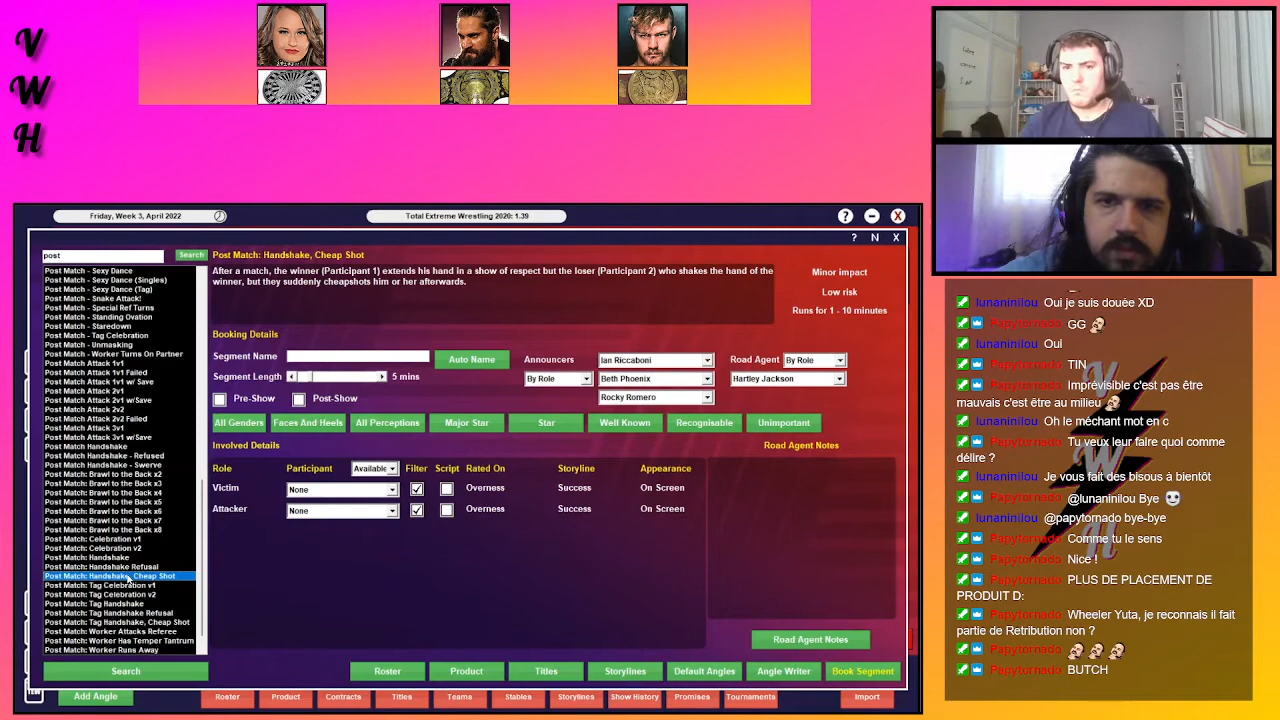 V
W
H
Friday, Week 3, April 2022
Total Extreme Wrestling 2020: 1.39
? − X
? N X
post
Search
Post Match - Sexy Dance
Post Match - Sexy Dance (Singles)
Post Match - Sexy Dance (Tag)
Post Match - Snake Attack!
Post Match - Special Ref Turns
Post Match - Standing Ovation
Post Match - Staredown
Post Match - Tag Celebration
Post Match - Unmasking
Post Match - Worker Turns On Partner
Post Match Attack 1v1
Post Match Attack 1v1 Failed
Post Match Attack 1v1 w/ Save
Post Match Attack 2v1
Post Match Attack 2v1 w/Save
Post Match Attack 2v2
Post Match Attack 2v2 Failed
Post Match Attack 3v1
Post Match Attack 3v1 w/Save
Post Match Handshake
Post Match Handshake - Refused
Post Match Handshake - Swerve
Post Match: Brawl to the Back x2
Post Match: Brawl to the Back x3
Post Match: Brawl to the Back x4
Post Match: Brawl to the Back x5
Post Match: Brawl to the Back x6
Post Match: Brawl to the Back x7
Post Match: Brawl to the Back x8
Post Match: Celebration v1
Post Match: Celebration v2
Post Match: Handshake
Post Match: Handshake Refusal
Post Match: Handshake, Cheap Shot
Post Match: Tag Celebration v1
Post Match: Tag Celebration v2
Post Match: Tag Handshake
Post Match: Tag Handshake Refusal
Post Match: Tag Handshake, Cheap Shot
Post Match: Worker Attacks Referee
Post Match: Worker Has Temper Tantrum
Post Match: Worker Runs Away
Search
Post Match: Handshake, Cheap Shot
After a match, the winner (Participant 1) extends his hand in a show of respect but the loser (Participant 2) who shakes the hand of the
winner, but they suddenly cheapshots him or her afterwards.
Minor impact
Low risk
Runs for 1 - 10 minutes
Booking Details
Segment Name
Auto Name
Announcers
Ian Riccaboni
Road Agent
By Role
Segment Length
5 mins
By Role
Beth Phoenix
Hartley Jackson
Pre-Show
Post-Show
Rocky Romero
All Genders
Faces And Heels
All Perceptions
Major Star
Star
Well Known
Recognisable
Unimportant
Involved Details
Road Agent Notes
Role
Participant
Available
Filter
Script
Rated On
Storyline
Appearance
Victim
None
Overness
Success
On Screen
Attacker
None
Overness
Success
On Screen
Road Agent Notes
Roster
Product
Titles
Storylines
Default Angles
Angle Writer
Book Segment
Add Angle
Roster
Product
Contracts
Titles
Teams
Stables
Storylines
Show History
Promises
Tournaments
Import
lunaninilou Oui je suis douée XD
Papytornado GG
lunaninilou Oui
Papytornado TIN
Papytornado Imprévisible c'est pas être
mauvais c'est être au milieu
lunaninilou Oh le méchant mot en c
Papytornado Tu veux leur faire quoi comme
délire ?
lunaninilou Je vous fait des bisous à bientôt
Papytornado @lunaninilou Bye
lunaninilou @papytornado bye-bye
Papytornado Comme tu le sens
Papytornado Nice !
Papytornado PLUS DE PLACEMENT DE
PRODUIT D:
Papytornado Wheeler Yuta, je reconnais il fait
partie de Retribution non ?
Papytornado
Papytornado BUTCH